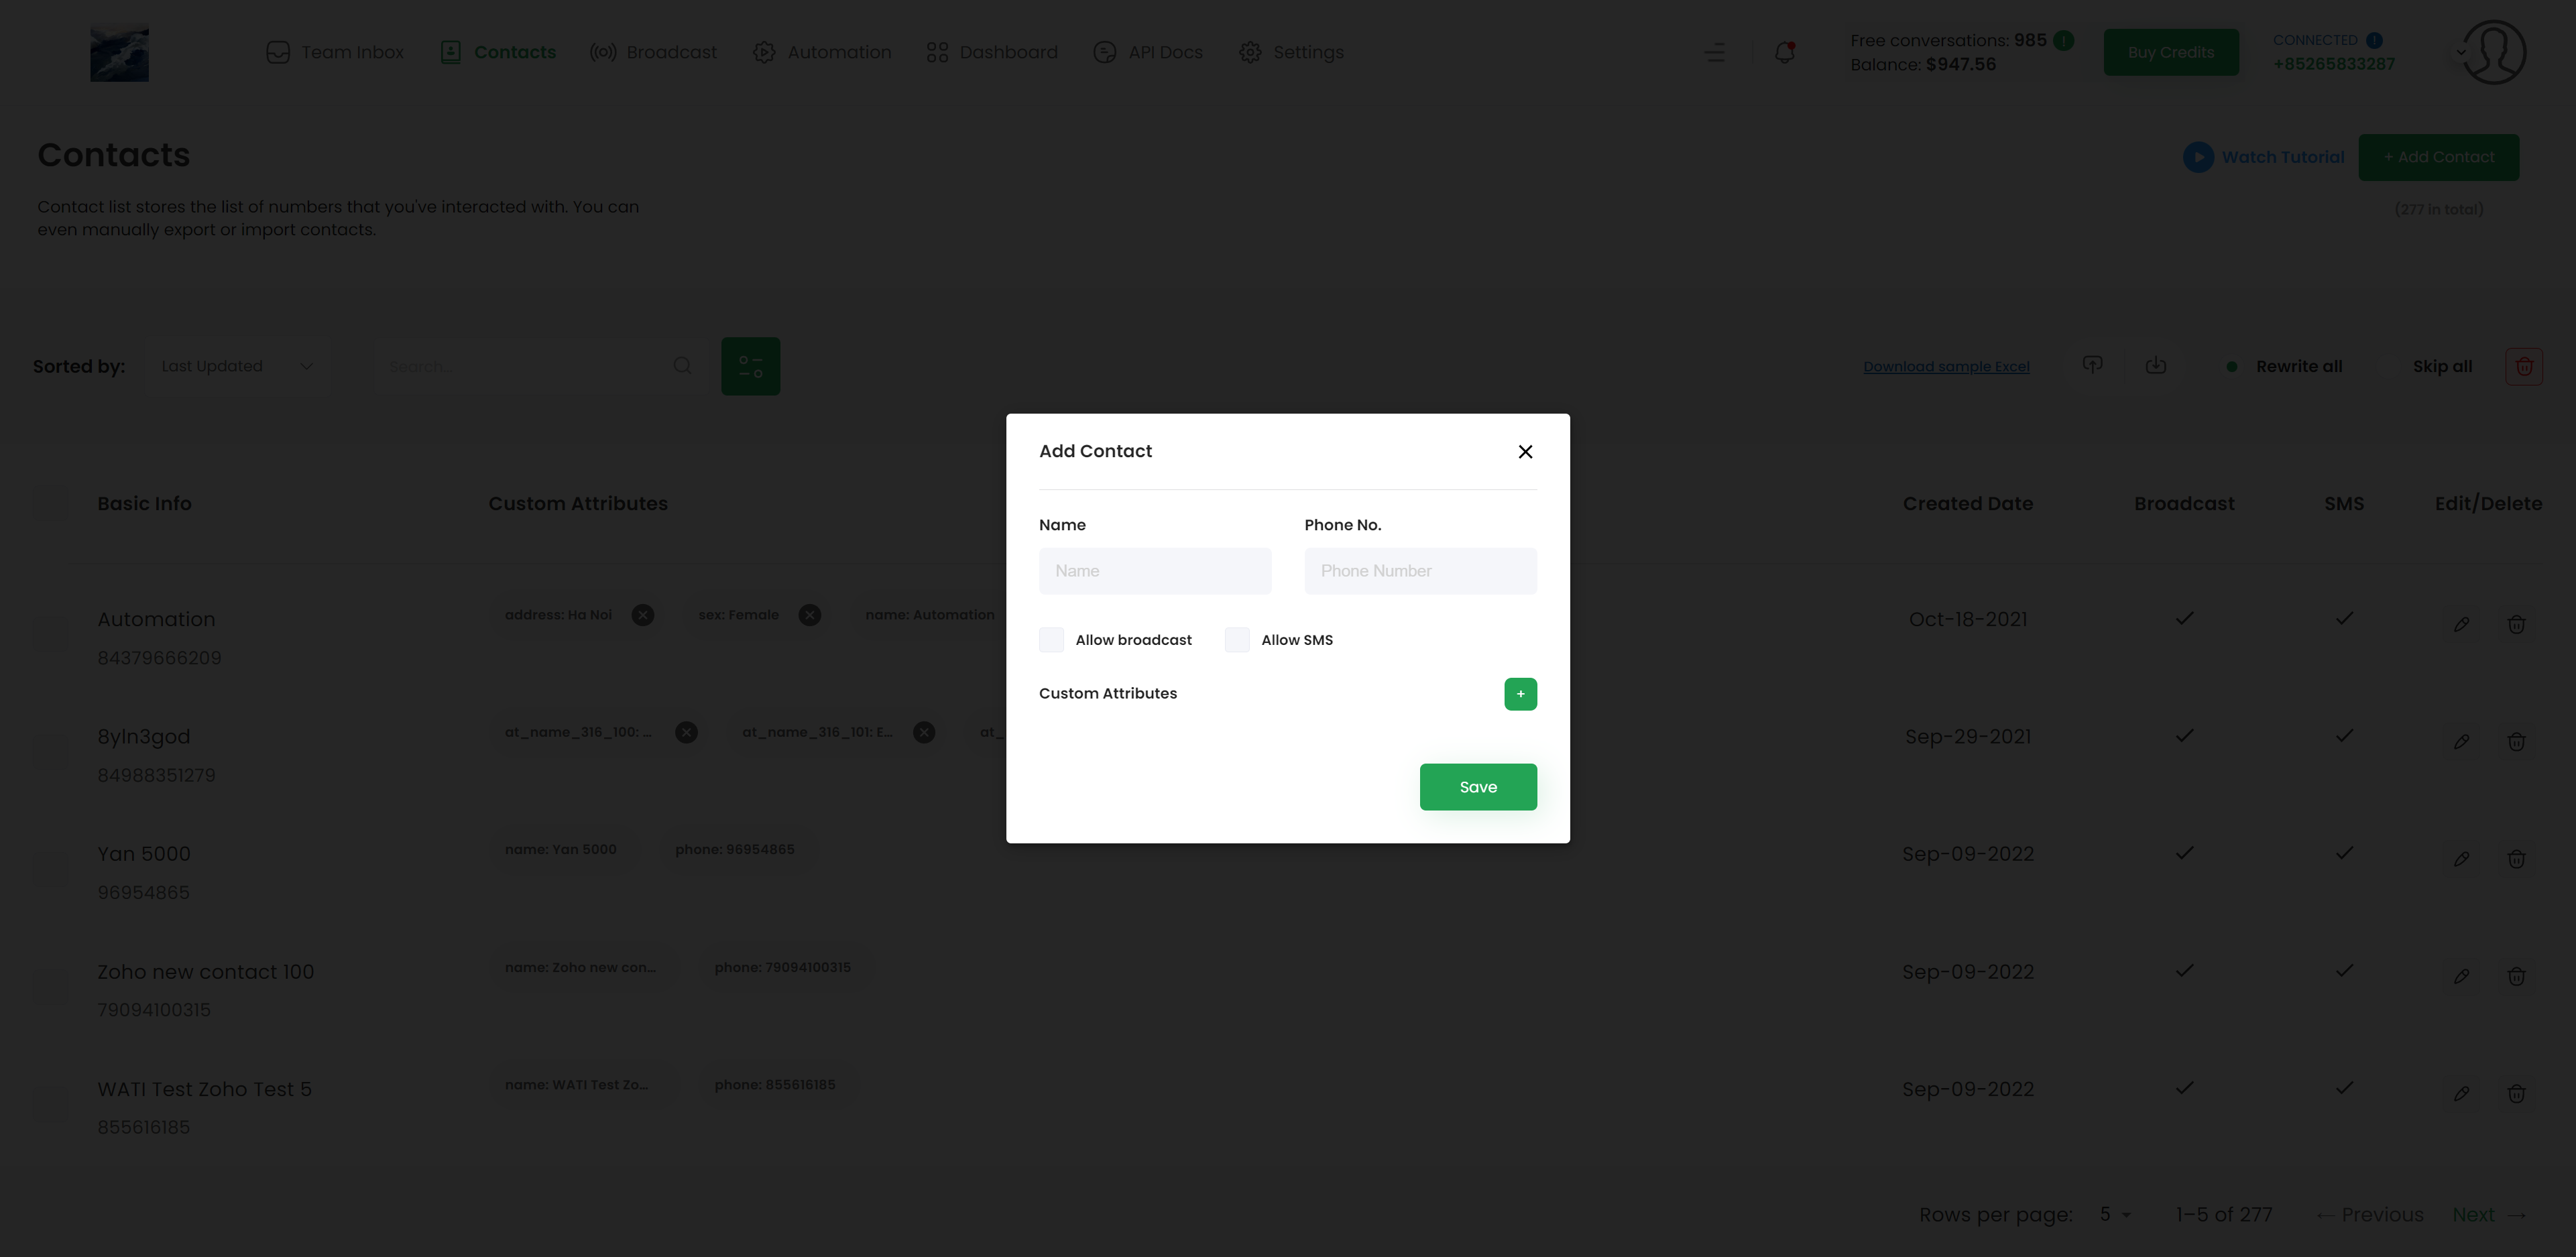 Team Inbox
Contacts
Broadcast
Automation
Dashboard
API Docs
Settings
Free conversations: 985
Balance: $947.56
Buy Credits
CONNECTED
+85265833287
Contacts
Watch Tutorial
+ Add Contact
(277 in total)
Contact list stores the list of numbers that you've interacted with. You can
even manually export or import contacts.
Sorted by:
Last Updated
Search...
Download sample Excel
Rewrite all
Skip all
Add Contact
Name
Phone No.
Name
Phone Number
Allow broadcast
Allow SMS
Custom Attributes
+
Save
Basic Info
Custom Attributes
Created Date
Broadcast
SMS
Edit/Delete
Automation
84379666209
address: Ha Noi
sex: Female
name: Automation
Oct-18-2021
8yln3god
84988351279
at_name_316_100: ...
at_name_316_101: E...
at_
Sep-29-2021
Yan 5000
96954865
name: Yan 5000
phone: 96954865
Sep-09-2022
Zoho new contact 100
79094100315
name: Zoho new con...
phone: 79094100315
Sep-09-2022
WATI Test Zoho Test 5
855616185
name: WATI Test Zo...
phone: 855616185
Sep-09-2022
Rows per page:
5
1–5 of 277
← Previous
Next →